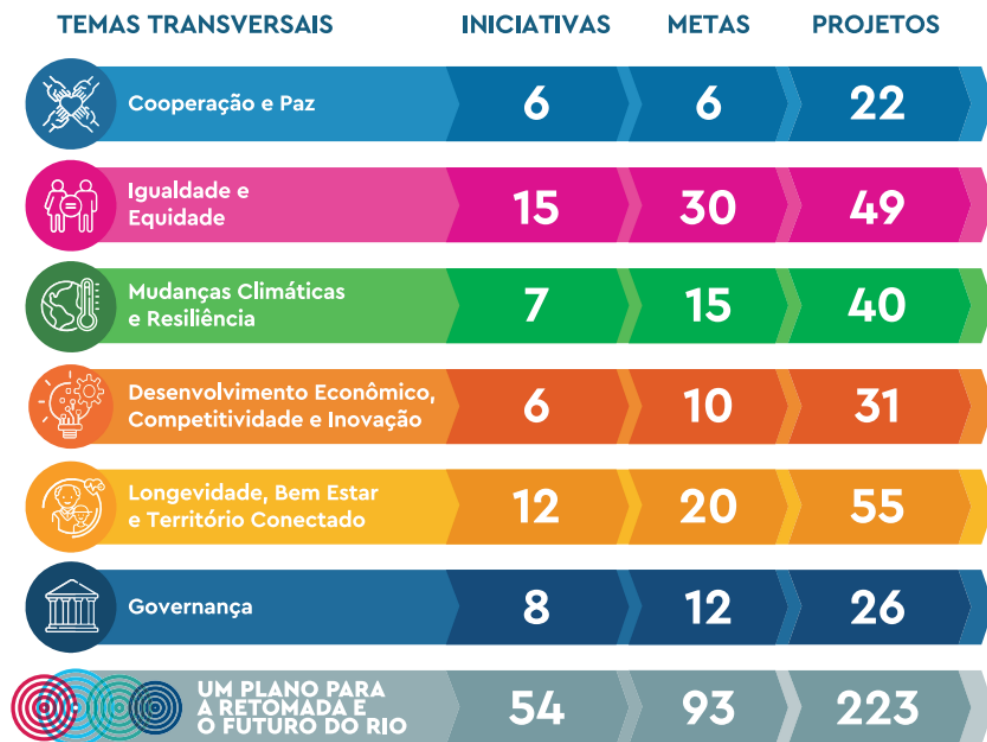 TEMAS TRANSVERSAIS INICIATIVAS METAS PROJETOS
Cooperação e Paz 6 6 22
Igualdade e
Equidade 15 30 49
Mudanças Climáticas
e Resiliência 7 15 40
Desenvolvimento Econômico,
Competitividade e Inovação 6 10 31
Longevidade, Bem Estar
e Território Conectado 12 20 55
Governança 8 12 26
UM PLANO PARA
A RETOMADA E
O FUTURO DO RIO 54 93 223